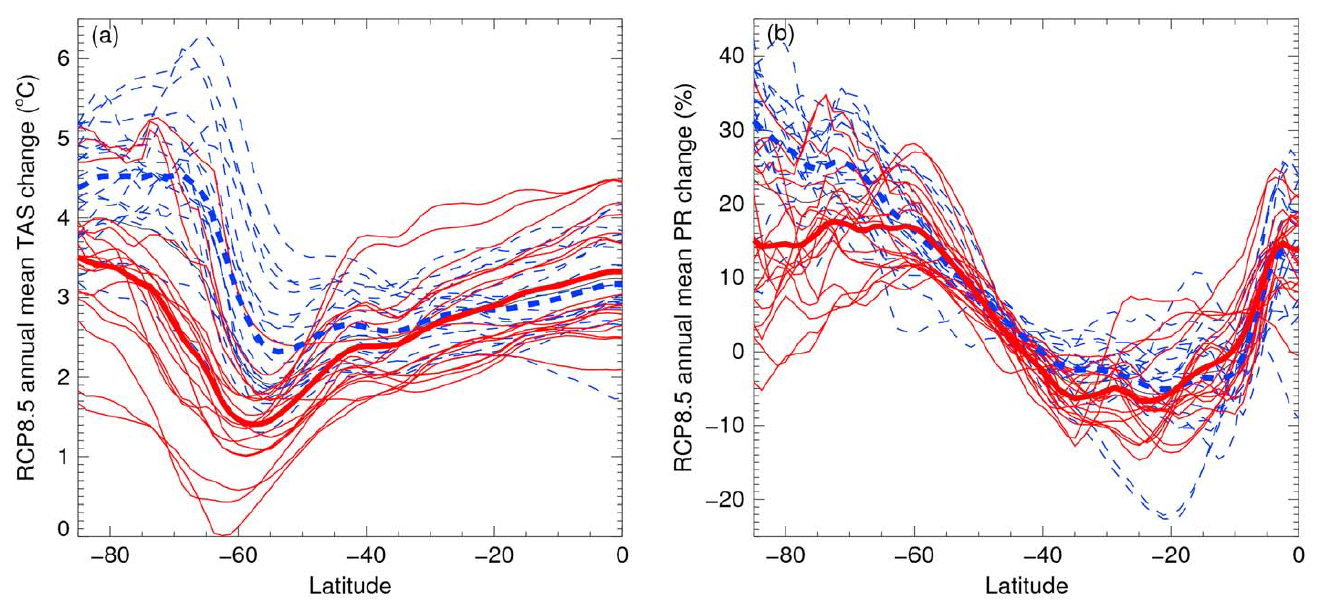 (a)
RCP8.5 annual mean TAS change (°C)
6
5
4
3
2
1
0
−80 −60 −40 −20 0
Latitude
(b)
RCP8.5 annual mean PR change (%)
40
30
20
10
0
−10
−20
−80 −60 −40 −20 0
Latitude